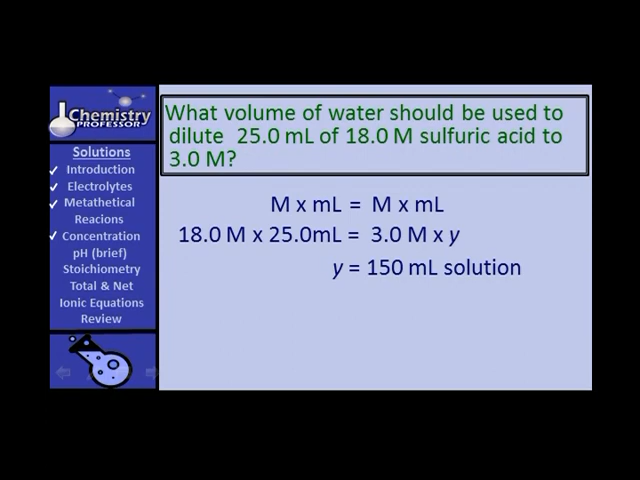 Chemistry
PROFESSOR
Solutions
Introduction
Electrolytes
Metathetical
Reacions
Concentration
pH (brief)
Stoichiometry
Total & Net
Ionic Equations
Review
What volume of water should be used to
dilute 25.0 mL of 18.0 M sulfuric acid to
3.0 M?
M x mL = M x mL
18.0 M x 25.0mL = 3.0 M x y
y = 150 mL solution